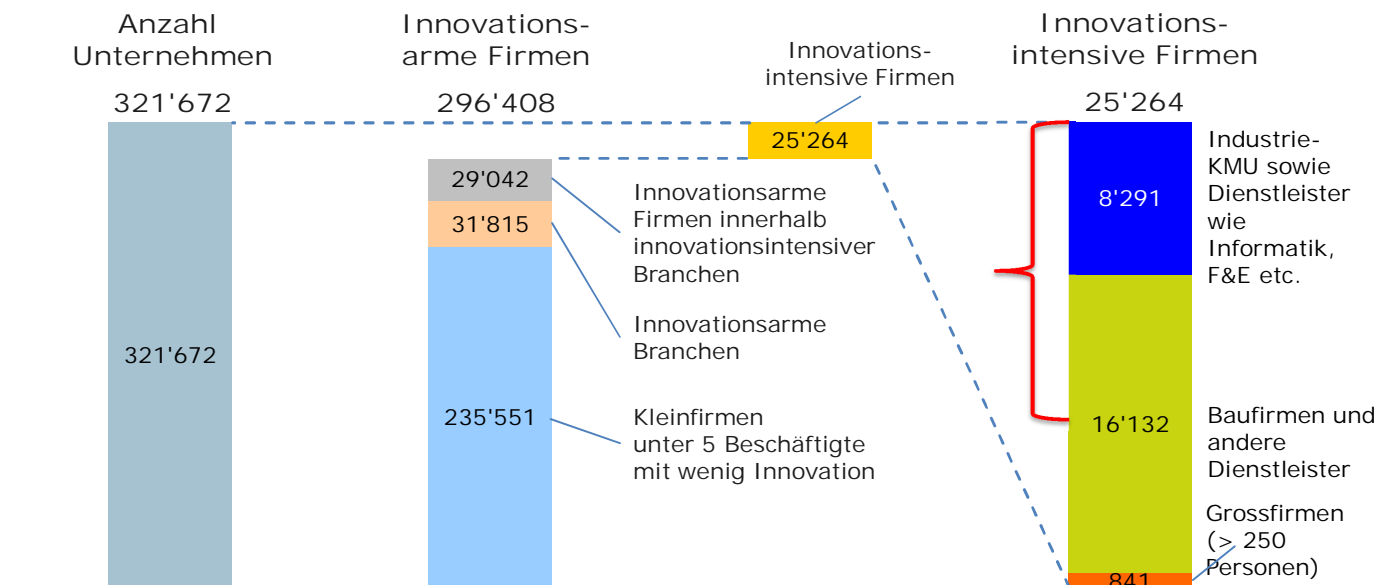 Anzahl
Unternehmen
321'672
321'672
Innovations-
arme Firmen
296'408
29'042
31'815
235'551
Innovationsarme
Firmen innerhalb
innovationsintensiver
Branchen
Innovationsarme
Branchen
Kleinfirmen
unter 5 Beschäftigte
mit wenig Innovation
Innovations-
intensive Firmen
25'264
Innovations-
intensive Firmen
25'264
8'291
16'132
841
Industrie-
KMU sowie
Dienstleister
wie
Informatik,
F&E etc.
Baufirmen und
andere
Dienstleister
Grossfirmen
(> 250
Personen)